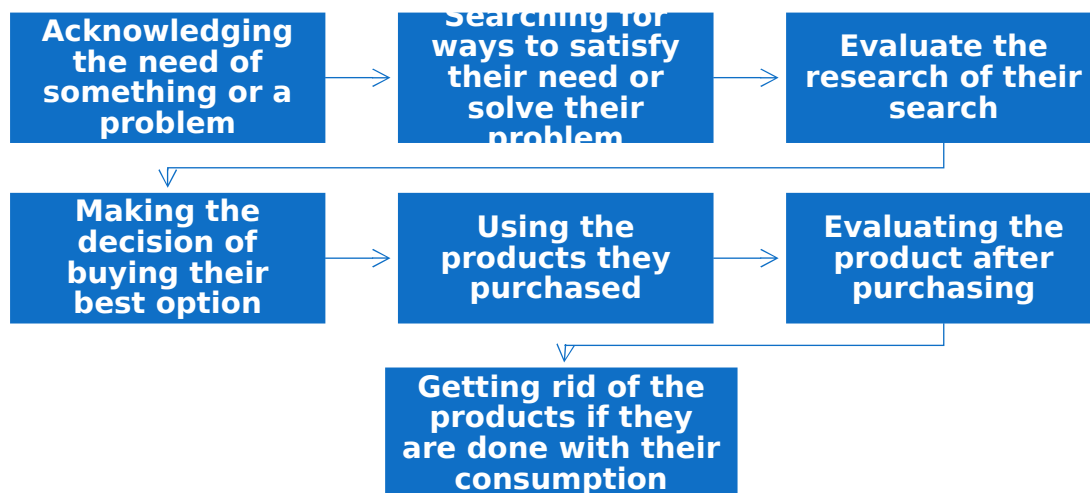 Acknowledging
the need of
something or a
problem
Searching for
ways to satisfy
their need or
solve their
problem
Evaluate the
research of their
search
Making the
decision of
buying their
best option
Using the
products they
purchased
Evaluating the
product after
purchasing
Getting rid of the
products if they
are done with their
consumption